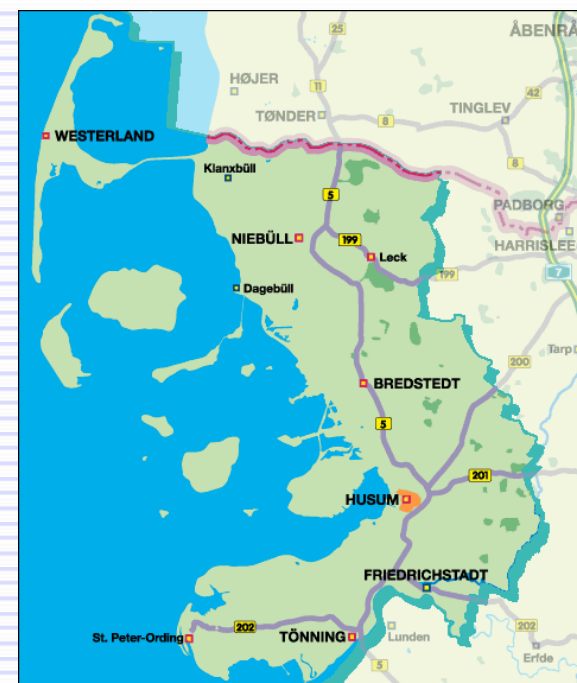 25
ÅBENRÅ
HØJER
11
42
TØNDER
TINGLEV
8
WESTERLAND
8
Klanxbüll
5
PADBORG
NIEBÜLL
199
HARRISLEE
Leck
7
199
Dagebüll
Tarp
200
BREDSTEDT
5
201
HUSUM
FRIEDRICHSTADT
202
St. Peter-Ording
TÖNNING
Lunden
202
Erfde
5